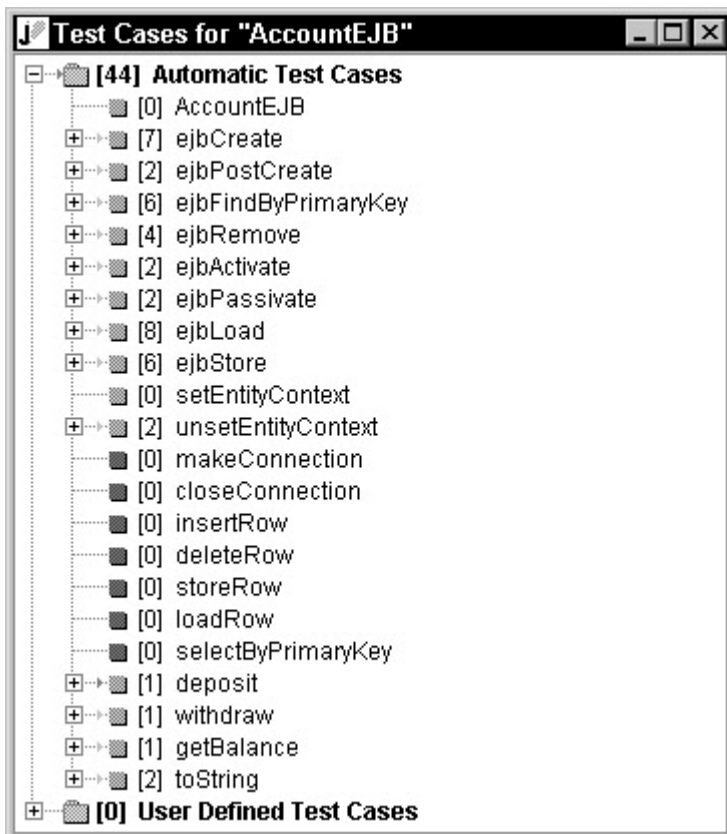 Test Cases for "AccountEJB"
[44] Automatic Test Cases
[0] AccountEJB
[7] ejbCreate
[2] ejbPostCreate
[6] ejbFindByPrimaryKey
[4] ejbRemove
[2] ejbActivate
[2] ejbPassivate
[8] ejbLoad
[6] ejbStore
[0] setEntityContext
[2] unsetEntityContext
[0] makeConnection
[0] closeConnection
[0] insertRow
[0] deleteRow
[0] storeRow
[0] loadRow
[0] selectByPrimaryKey
[1] deposit
[1] withdraw
[1] getBalance
[2] toString
[0] User Defined Test Cases